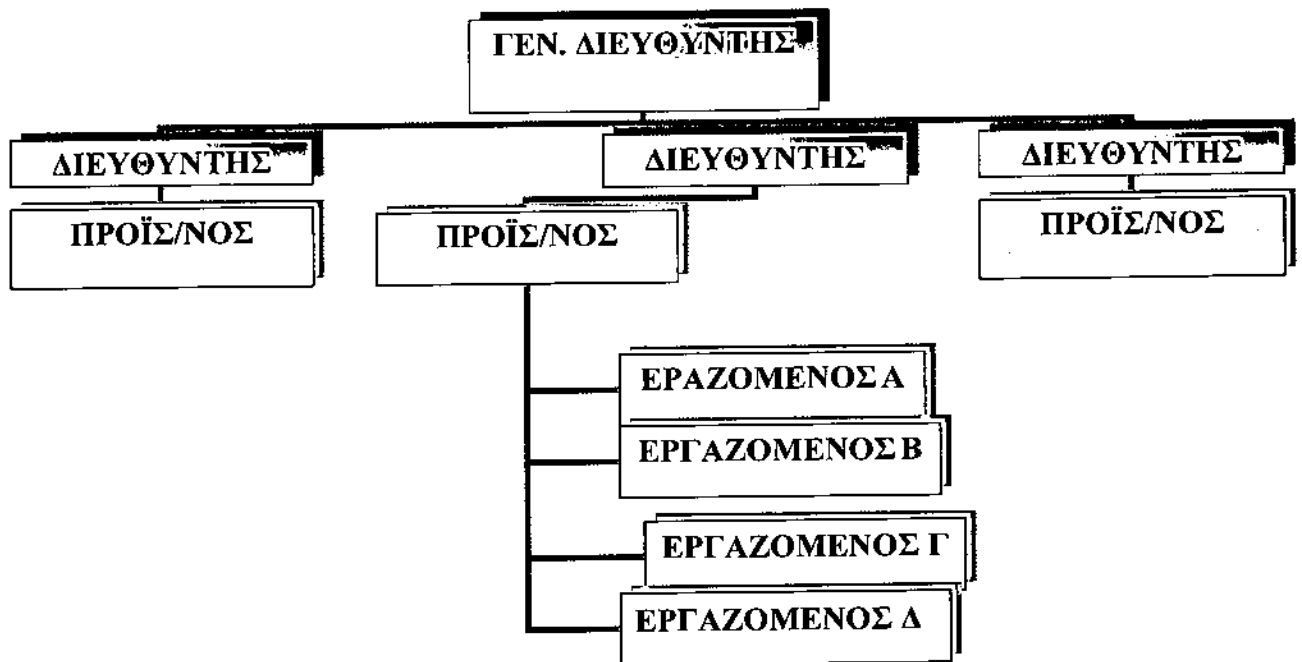 ΓΕΝ. ΔΙΕΥΘΥΝΤΗΣ
ΔΙΕΥΘΥΝΤΗΣ
ΔΙΕΥΘΥΝΤΗΣ
ΔΙΕΥΘΥΝΤΗΣ
ΠΡΟΪΣ/ΝΟΣ
ΠΡΟΪΣ/ΝΟΣ
ΠΡΟΪΣ/ΝΟΣ
ΕΡΑΖΟΜΕΝΟΣ Α
ΕΡΓΑΖΟΜΕΝΟΣ Β
ΕΡΓΑΖΟΜΕΝΟΣ Γ
ΕΡΓΑΖΟΜΕΝΟΣ Δ